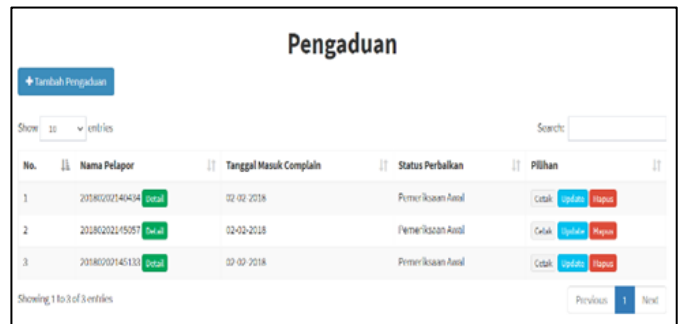 Pengaduan
+ Tambah Pengaduan
Show 10 entries Search:
No. Nama Pelapor Tanggal Masuk Complain Status Perbaikan Pilihan
1 20180202140434 Detail 02-02-2018 Pemeriksaan Awal Cetak Update Hapus
2 20180202145057 Detail 02-02-2018 Pemeriksaan Awal Cetak Update Hapus
3 20180202145133 Detail 02-02-2018 Pemeriksaan Awal Cetak Update Hapus
Showing 1 to 3 of 3 entries Previous 1 Next